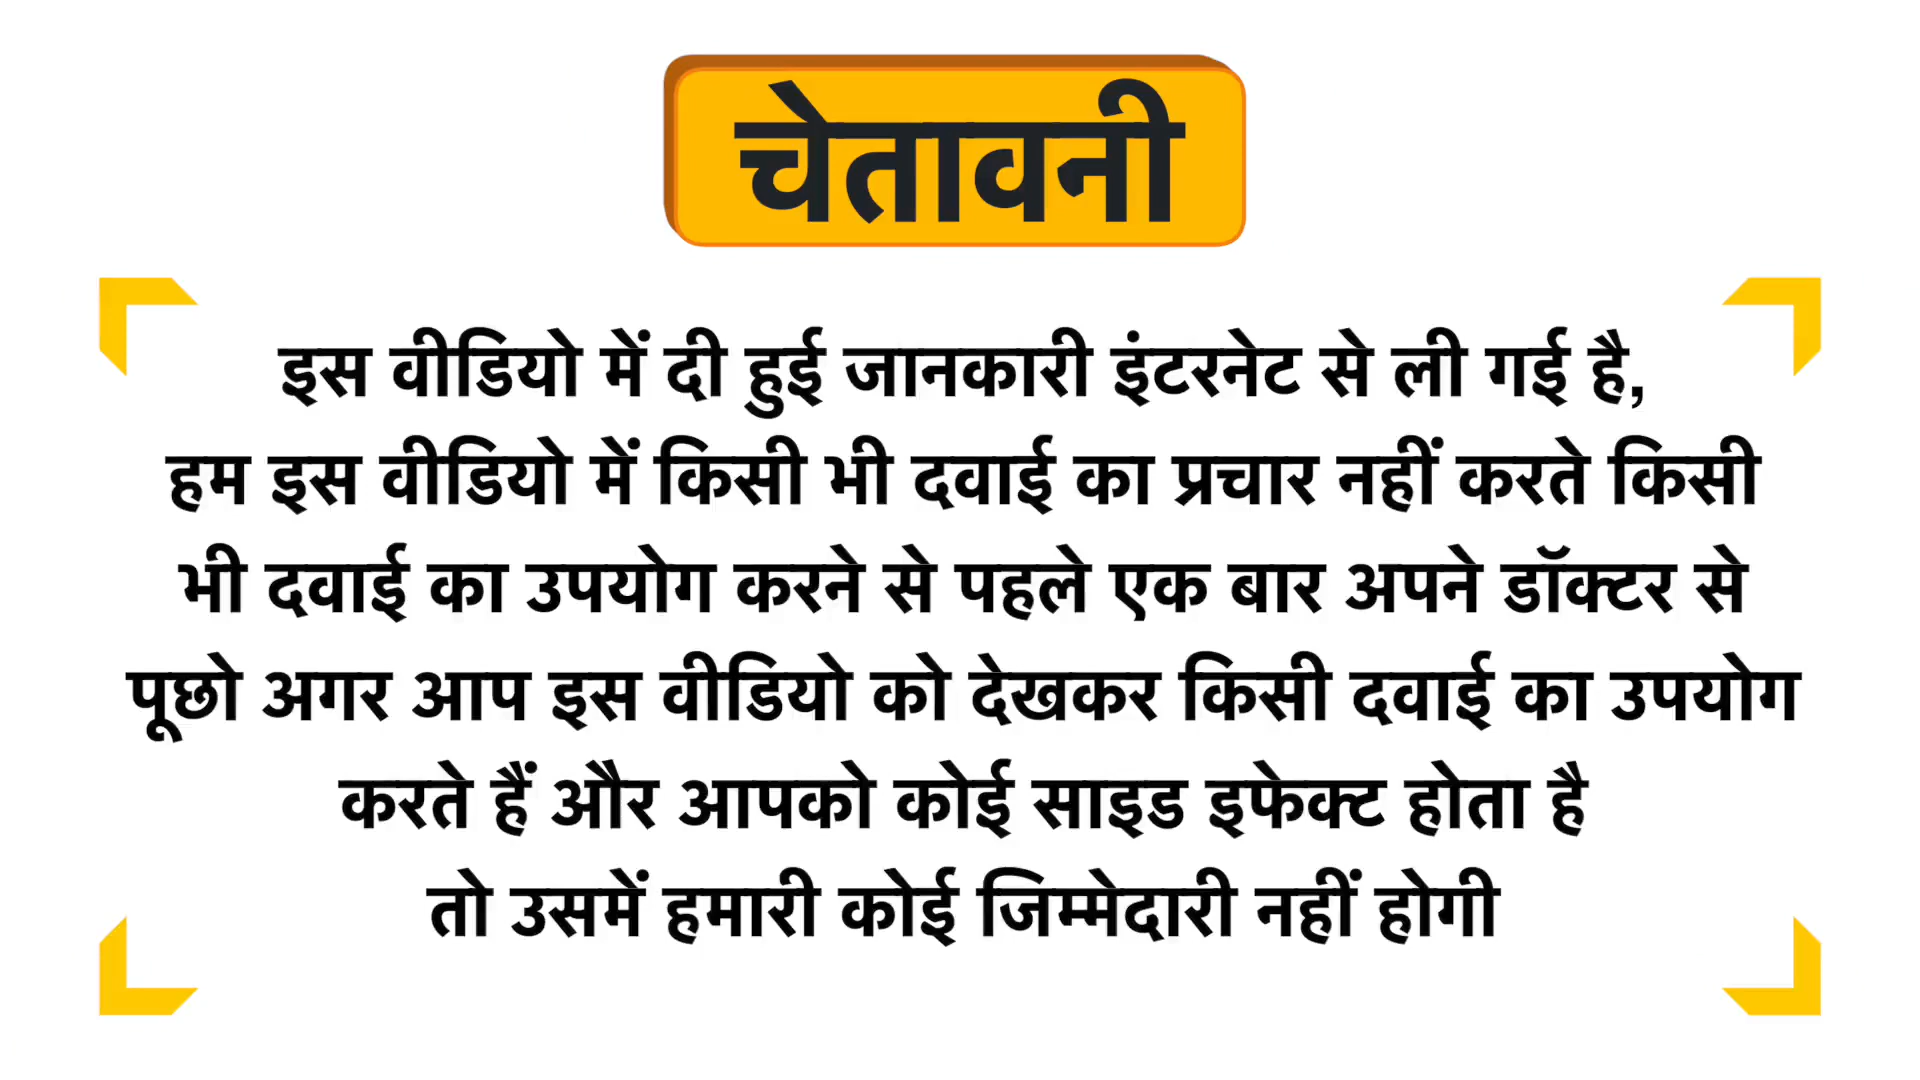 चेतावनी
इस वीडियो में दी हुई जानकारी इंटरनेट से ली गई है,
हम इस वीडियो में किसी भी दवाई का प्रचार नहीं करते किसी
भी दवाई का उपयोग करने से पहले एक बार अपने डॉक्टर से
पूछो अगर आप इस वीडियो को देखकर किसी दवाई का उपयोग
करते हैं और आपको कोई साइड इफेक्ट होता है
तो उसमें हमारी कोई जिम्मेदारी नहीं होगी